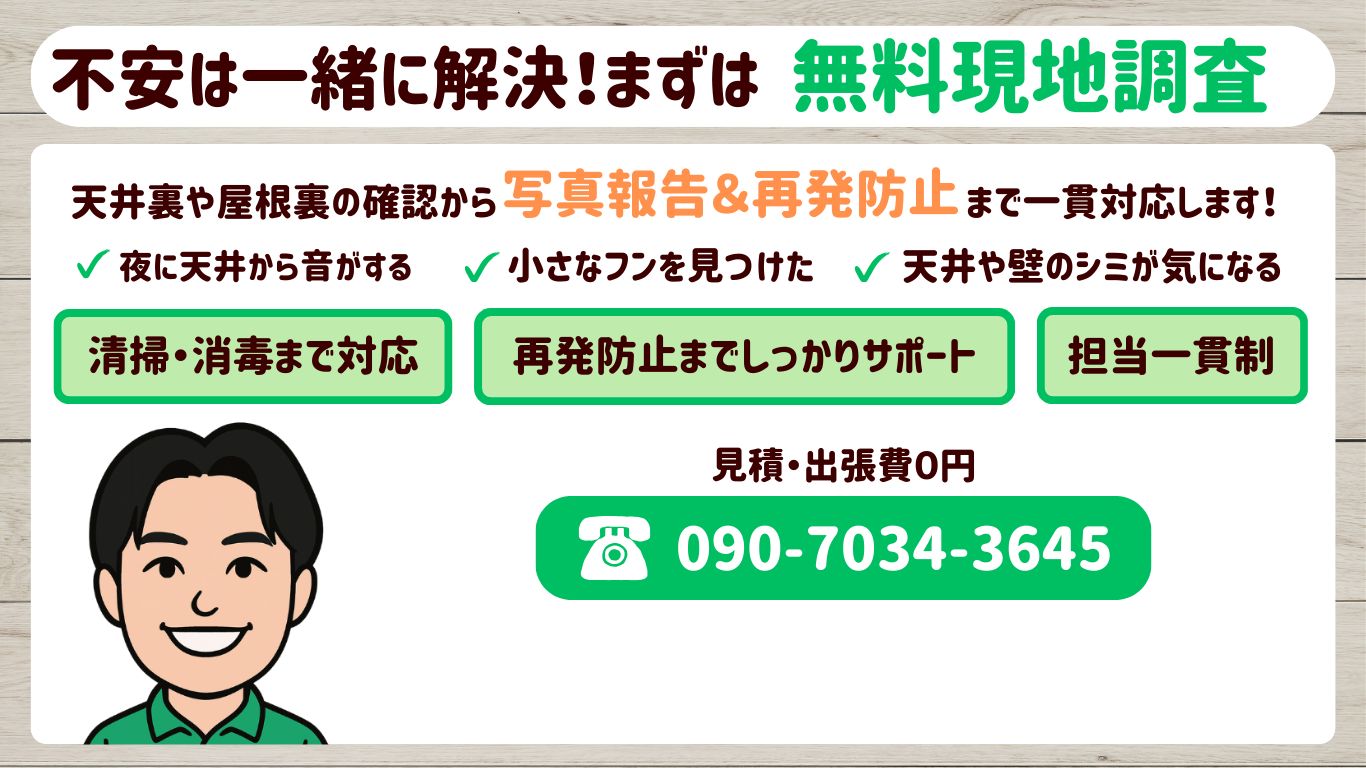 不安は一緒に解決!まずは 無料現地調査
天井裏や屋根裏の確認から写真報告&再発防止まで一貫対応します!
✓ 夜に天井から音がする ✓ 小さなフンを見つけた ✓ 天井や壁のシミが気になる
清掃・消毒まで対応 再発防止までしっかりサポート 担当一貫制
見積・出張費0円
090-7034-3645